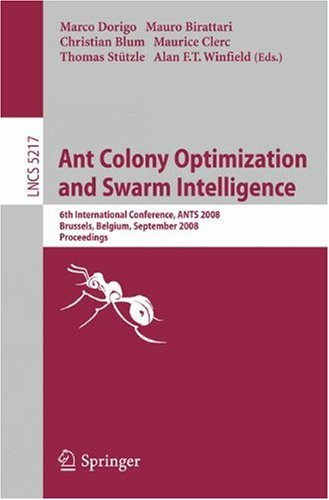 Marco Dorigo Mauro Birattari
Christian Blum Maurice Clerc
Thomas Stützle Alan F.T. Winfield (Eds.)
LNCS 5217
Ant Colony Optimization
and Swarm Intelligence
6th International Conference, ANTS 2008
Brussels, Belgium, September 2008
Proceedings
Springer